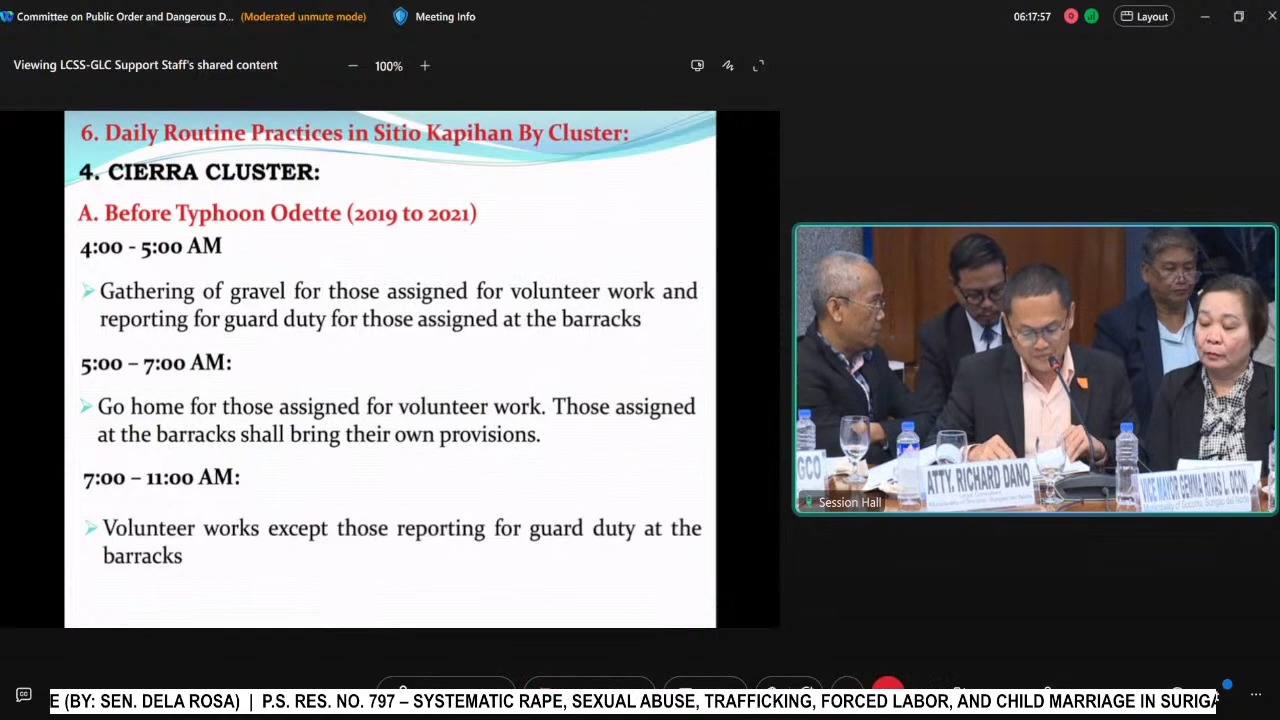 Committee on Public Order and Dangerous D... (Moderated unmute mode) Meeting Info 06:17:57 Layout
Viewing LCSS-GLC Support Staff's shared content 100%
6. Daily Routine Practices in Sitio Kapihan By Cluster:
4. CIERRA CLUSTER:
A. Before Typhoon Odette (2019 to 2021)
4:00 - 5:00 AM
Gathering of gravel for those assigned for volunteer work and
reporting for guard duty for those assigned at the barracks
5:00 – 7:00 AM:
Go home for those assigned for volunteer work. Those assigned
at the barracks shall bring their own provisions.
7:00 – 11:00 AM:
Volunteer works except those reporting for guard duty at the
barracks
GCO
ATTY. RICHARD DANO
VICE MAYOR GEMMA RIVAS L. ODON
Session Hall
E (BY: SEN. DELA ROSA) | P.S. RES. NO. 797 – SYSTEMATIC RAPE, SEXUAL ABUSE, TRAFFICKING, FORCED LABOR, AND CHILD MARRIAGE IN SURIGA